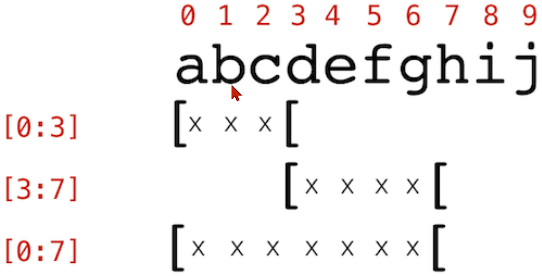 0 1 2 3 4 5 6 7 8 9
abcdefghij
[0:3] [x x x[
[3:7] [x x x x[
[0:7] [x x x x x x x[